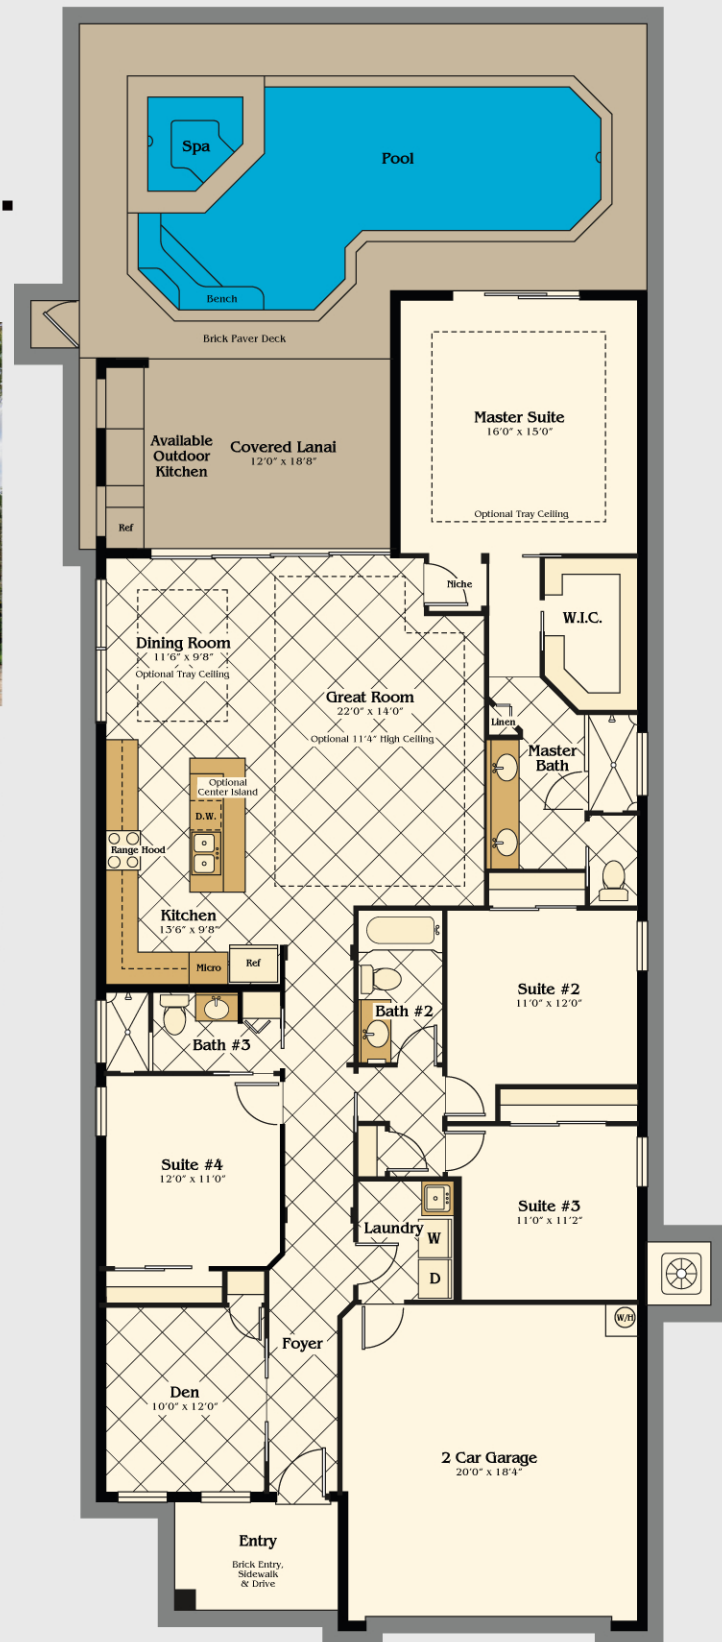 Spa
Pool
Bench
Brick Paver Deck
Master Suite
16'0" x 15'0"
Optional Tray Ceiling
Available
Outdoor
Kitchen
Covered Lanai
12'0" x 18'8"
Ref
Niche
W.I.C.
Dining Room
11'6" x 9'8"
Optional Tray Ceiling
Great Room
22'0" x 14'0"
Optional 11'4" High Ceiling
Linen
Master
Bath
Optional
Center Island
D.W.
Range Hood
Kitchen
13'6" x 9'8"
Micro
Ref
Suite #2
11'0" x 12'0"
Bath #2
Bath #3
Suite #4
12'0" x 11'0"
Suite #3
11'0" x 11'2"
Laundry
W
D
W/H
Foyer
Den
10'0" x 12'0"
2 Car Garage
20'0" x 18'4"
Entry
Brick Entry,
Sidewalk
& Drive